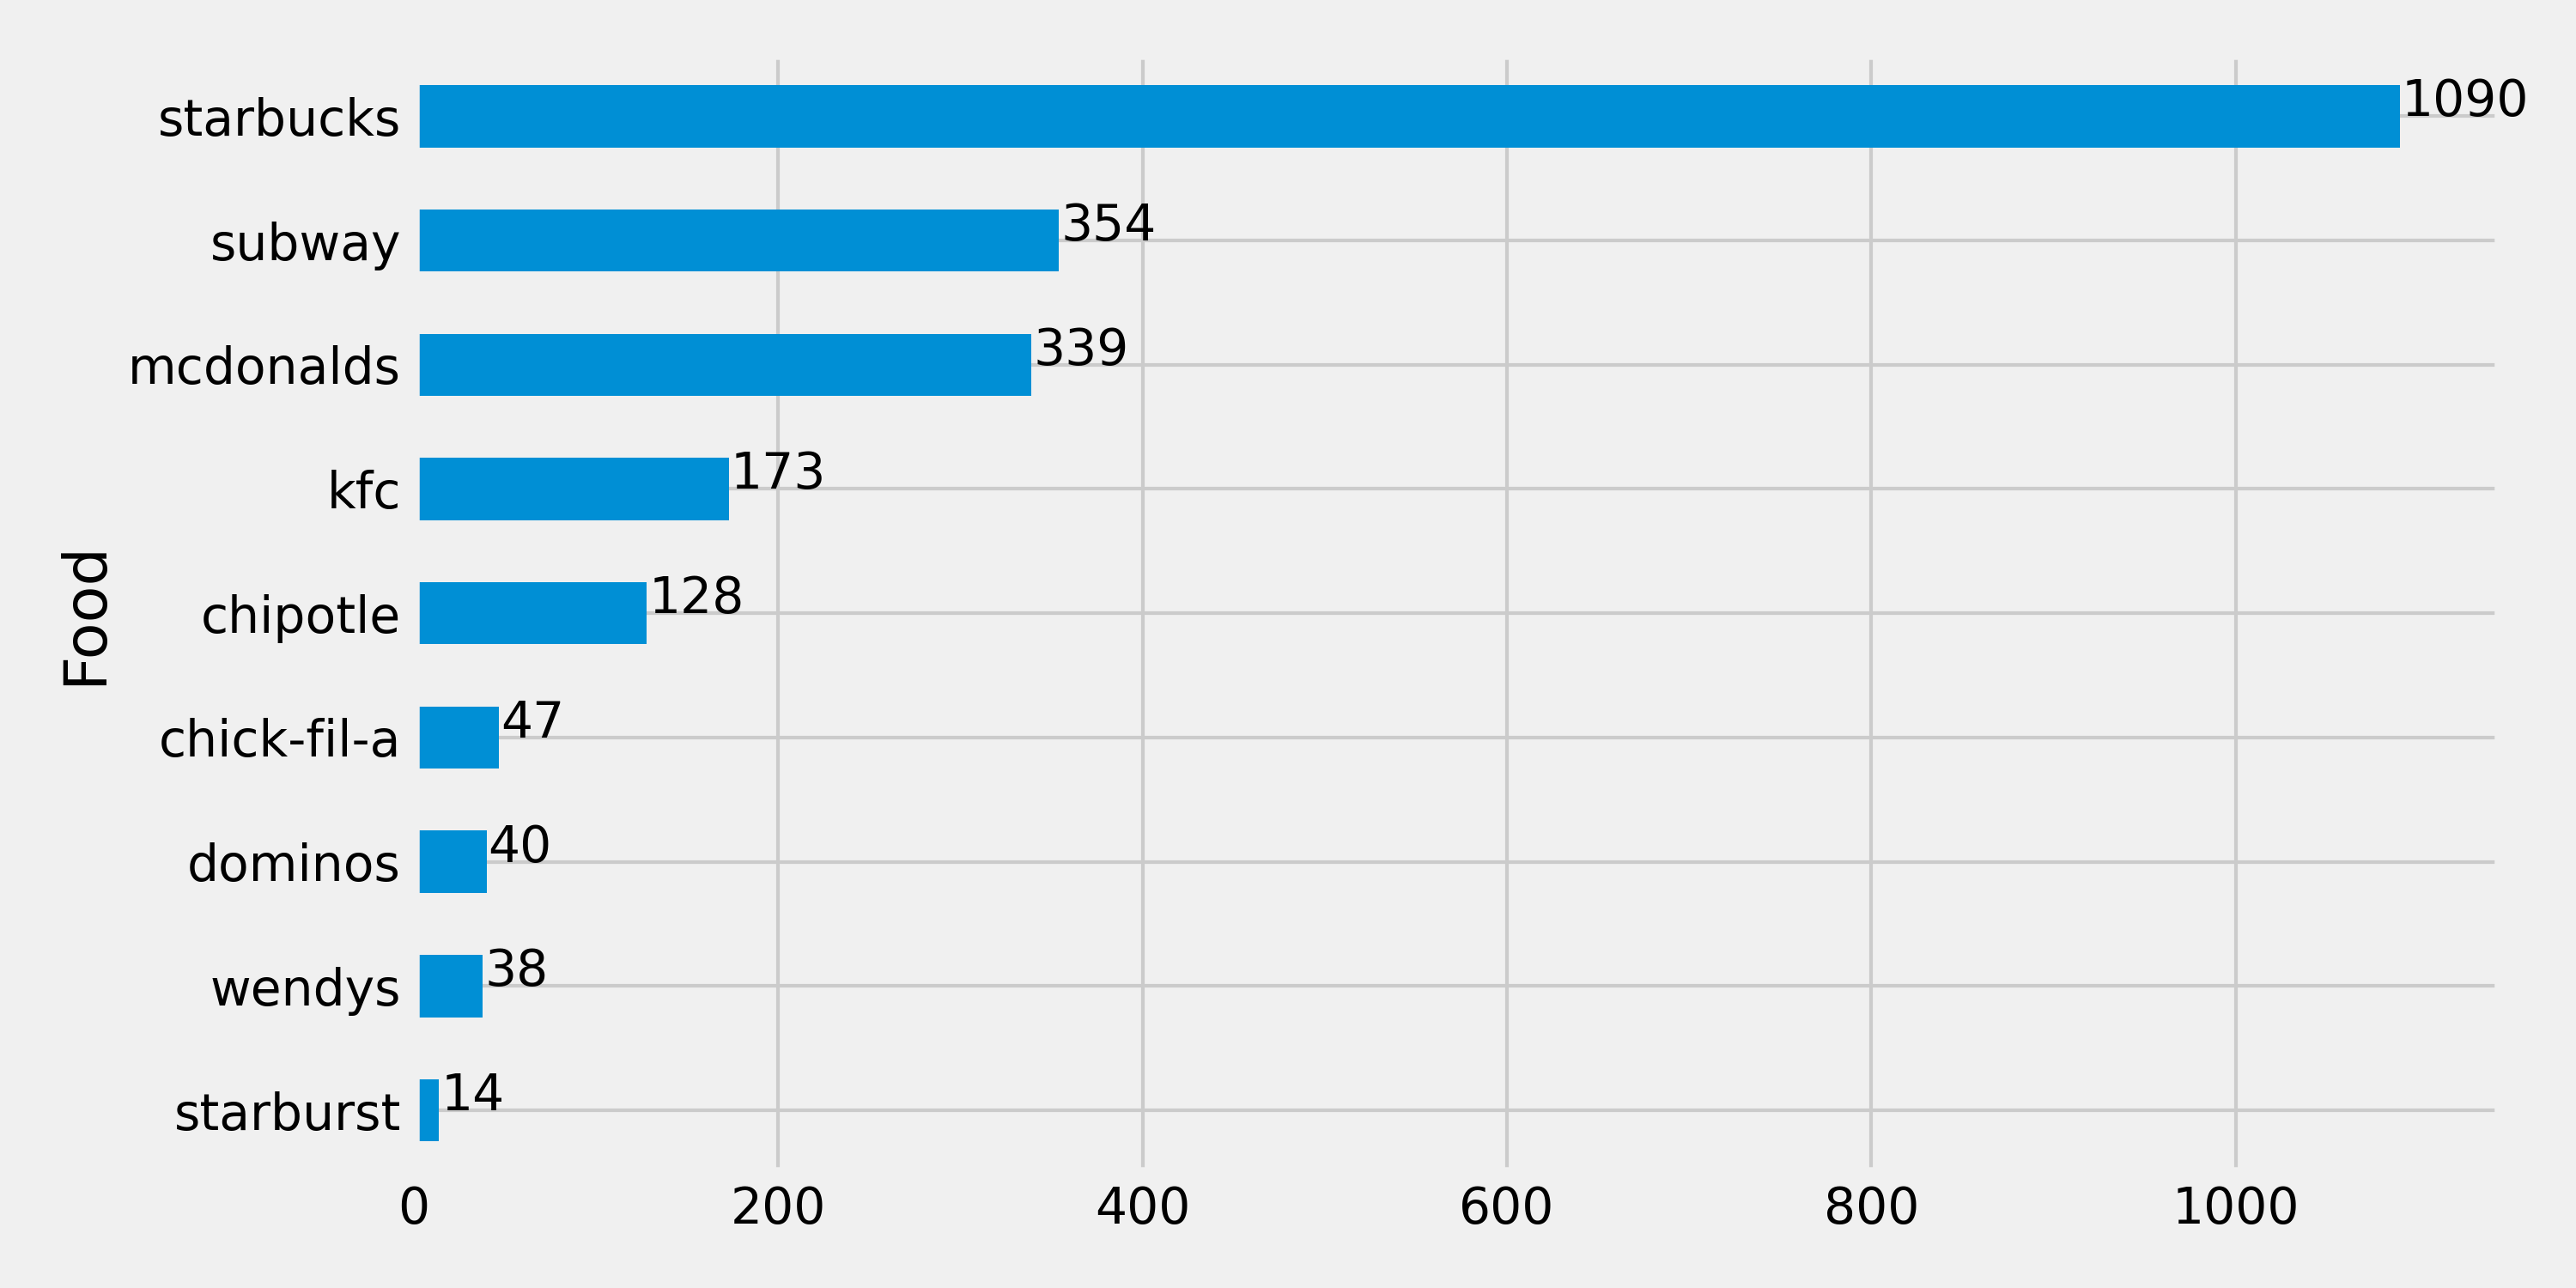 Food
starbucks 1090
subway 354
mcdonalds 339
kfc 173
chipotle 128
chick-fil-a 47
dominos 40
wendys 38
starburst 14
0 200 400 600 800 1000